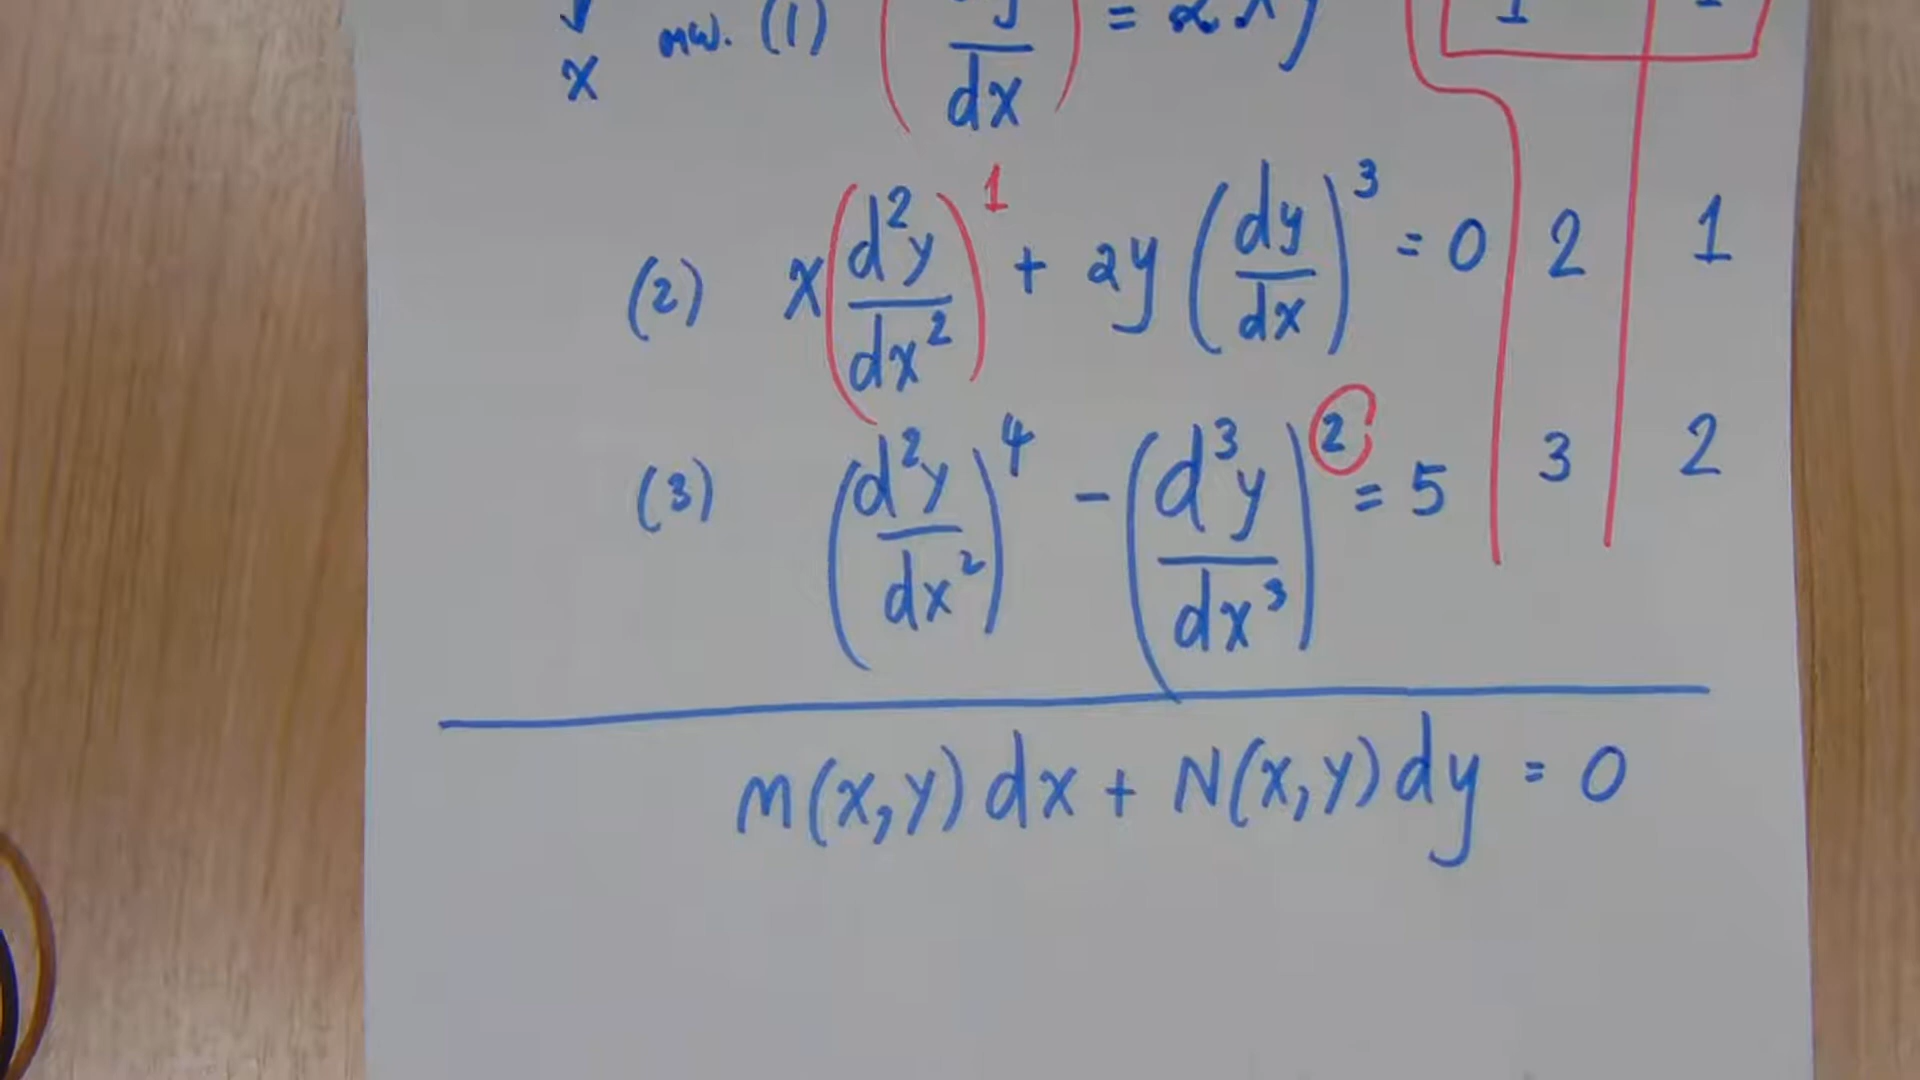 x (1) (dy/dx) = 2xy 1 1
(2) x(d²y/dx²)¹ + 2y(dy/dx)³ = 0 2 1
(3) (d²y/dx²)⁴ - (d³y/dx³)² = 5 3 2
M(x,y)dx + N(x,y)dy = 0